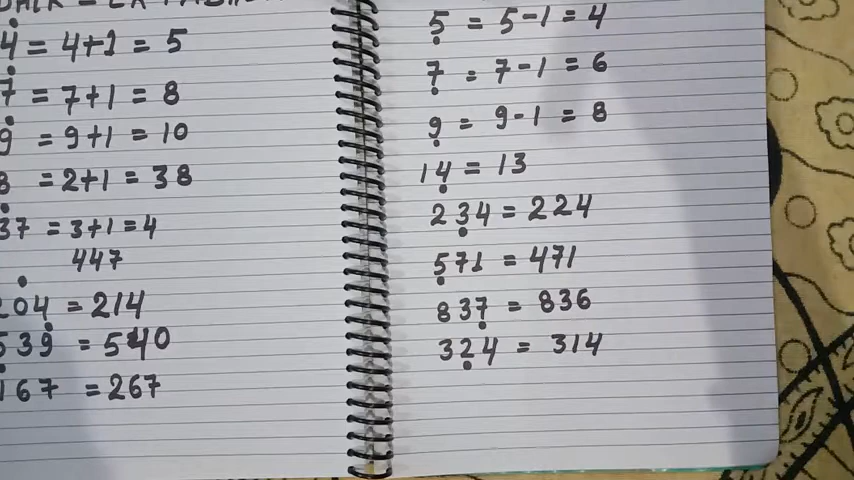 4 = 4+1 = 5
7 = 7+1 = 8
9 = 9+1 = 10
8 = 2+1 = 38
37 = 3+1 = 4
447
204 = 214
539 = 540
167 = 267
5 = 5-1 = 4
7 = 7-1 = 6
9 = 9-1 = 8
14 = 13
234 = 224
571 = 471
837 = 836
324 = 314